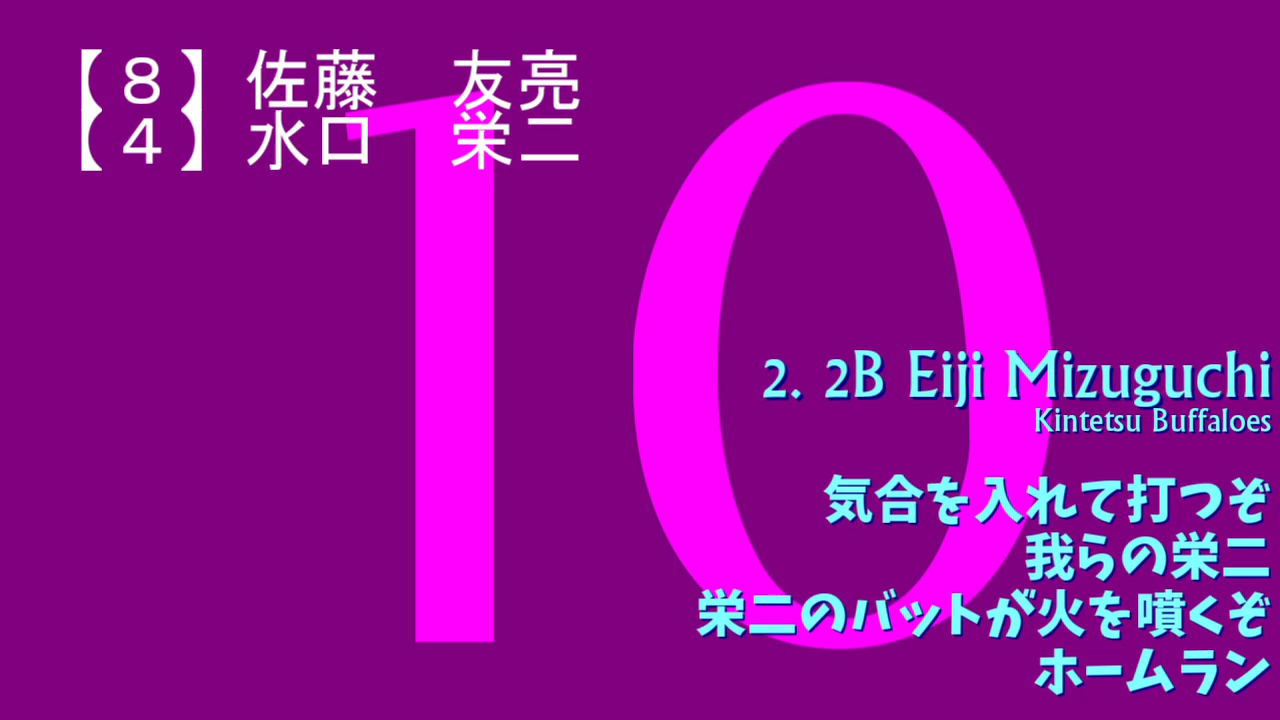 【８】 佐藤　友亮
【４】 水口　栄二
10
2. 2B Eiji Mizuguchi
Kintetsu Buffaloes
気合を入れて打つぞ
我らの栄二
栄二のバットが火を噴くぞ
ホームラン